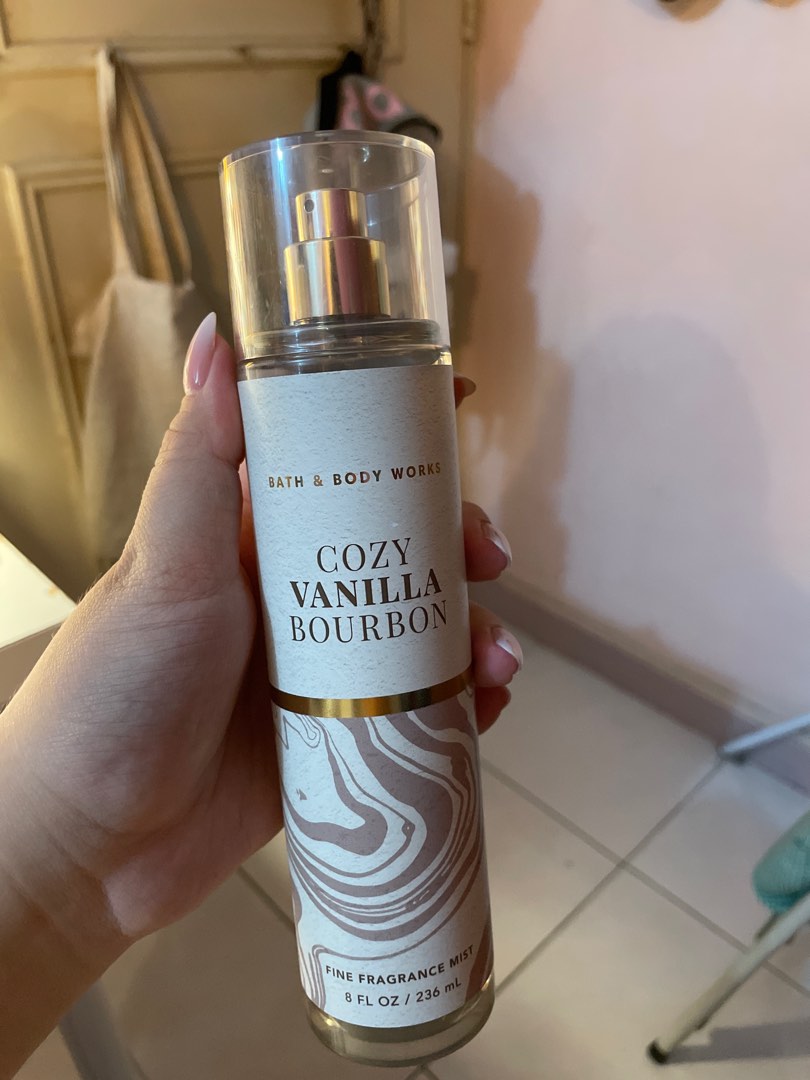 BATH & BODY WORKS
COZY
VANILLA
BOURBON
FINE FRAGRANCE MIST
8 FL OZ / 236 mL